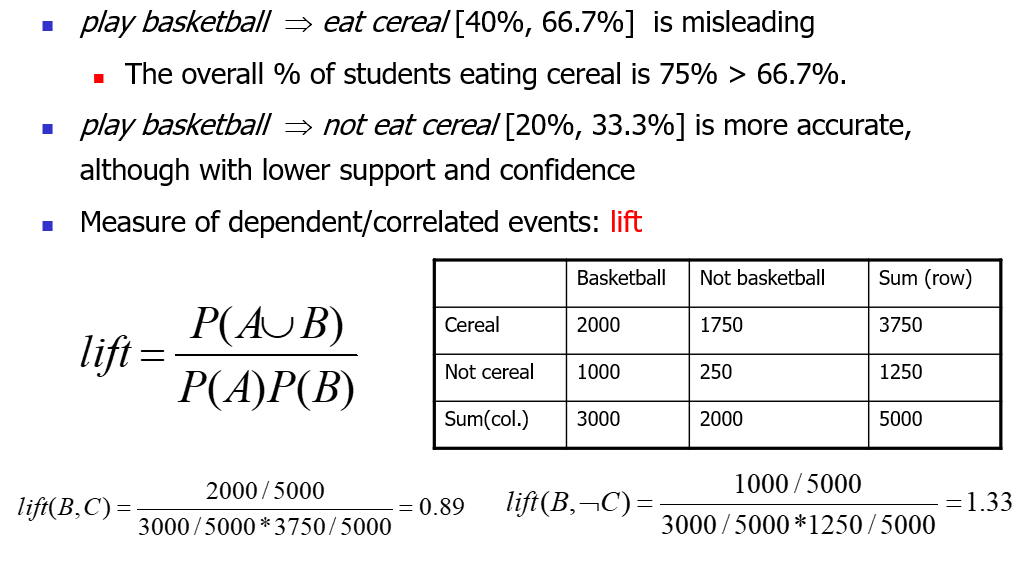 play basketball ⇒ eat cereal [40%, 66.7%] is misleading
The overall % of students eating cereal is 75% > 66.7%.
play basketball ⇒ not eat cereal [20%, 33.3%] is more accurate,
although with lower support and confidence
Measure of dependent/correlated events: lift
lift = P(A∪B) / P(A)P(B)
Basketball Not basketball Sum (row)
Cereal 2000 1750 3750
Not cereal 1000 250 1250
Sum(col.) 3000 2000 5000
lift(B,C) = 2000/5000 / 3000/5000*3750/5000 = 0.89
lift(B,¬C) = 1000/5000 / 3000/5000*1250/5000 = 1.33